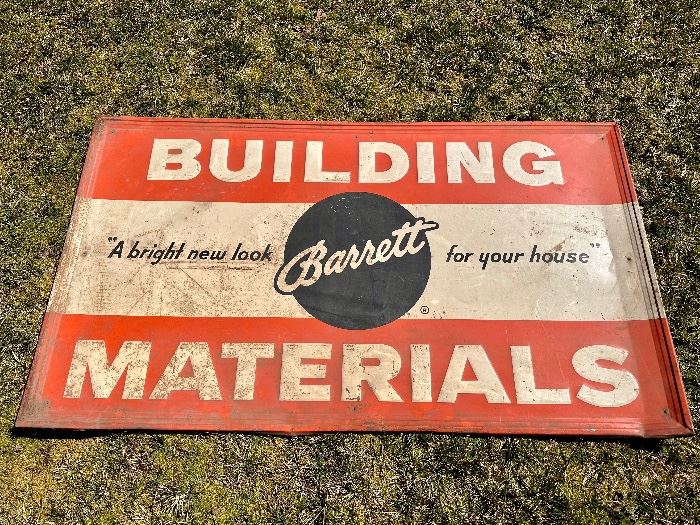 BUILDING
"A bright new look Barrett for your house"
®
MATERIALS